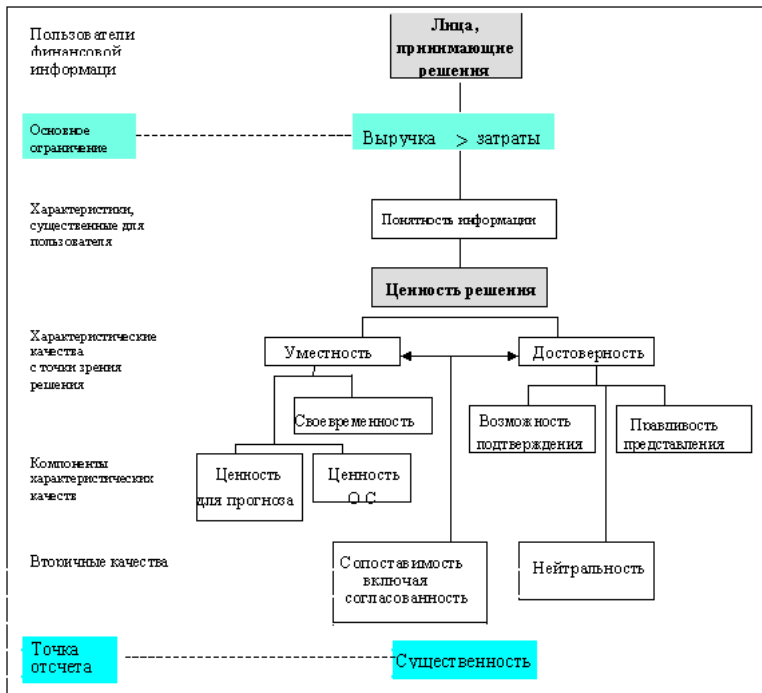 Пользователи
финансовой
информаци
Лица,
принимающие
решения
Основное
ограничение
Выручка > затраты
Характеристики,
существенные для
пользователя
Понятность информации
Ценность решения
Характеристические
качества
с точки зрения
решения
Уместность
Достоверность
Своевременность
Возможность
подтверждения
Правдивость
представления
Компоненты
характеристических
качеств
Ценность
для прогноза
Ценность
О С
Вторичные качества
Сопоставимость
включая
согласованность
Нейтральность
Точка
отсчета
Существенность